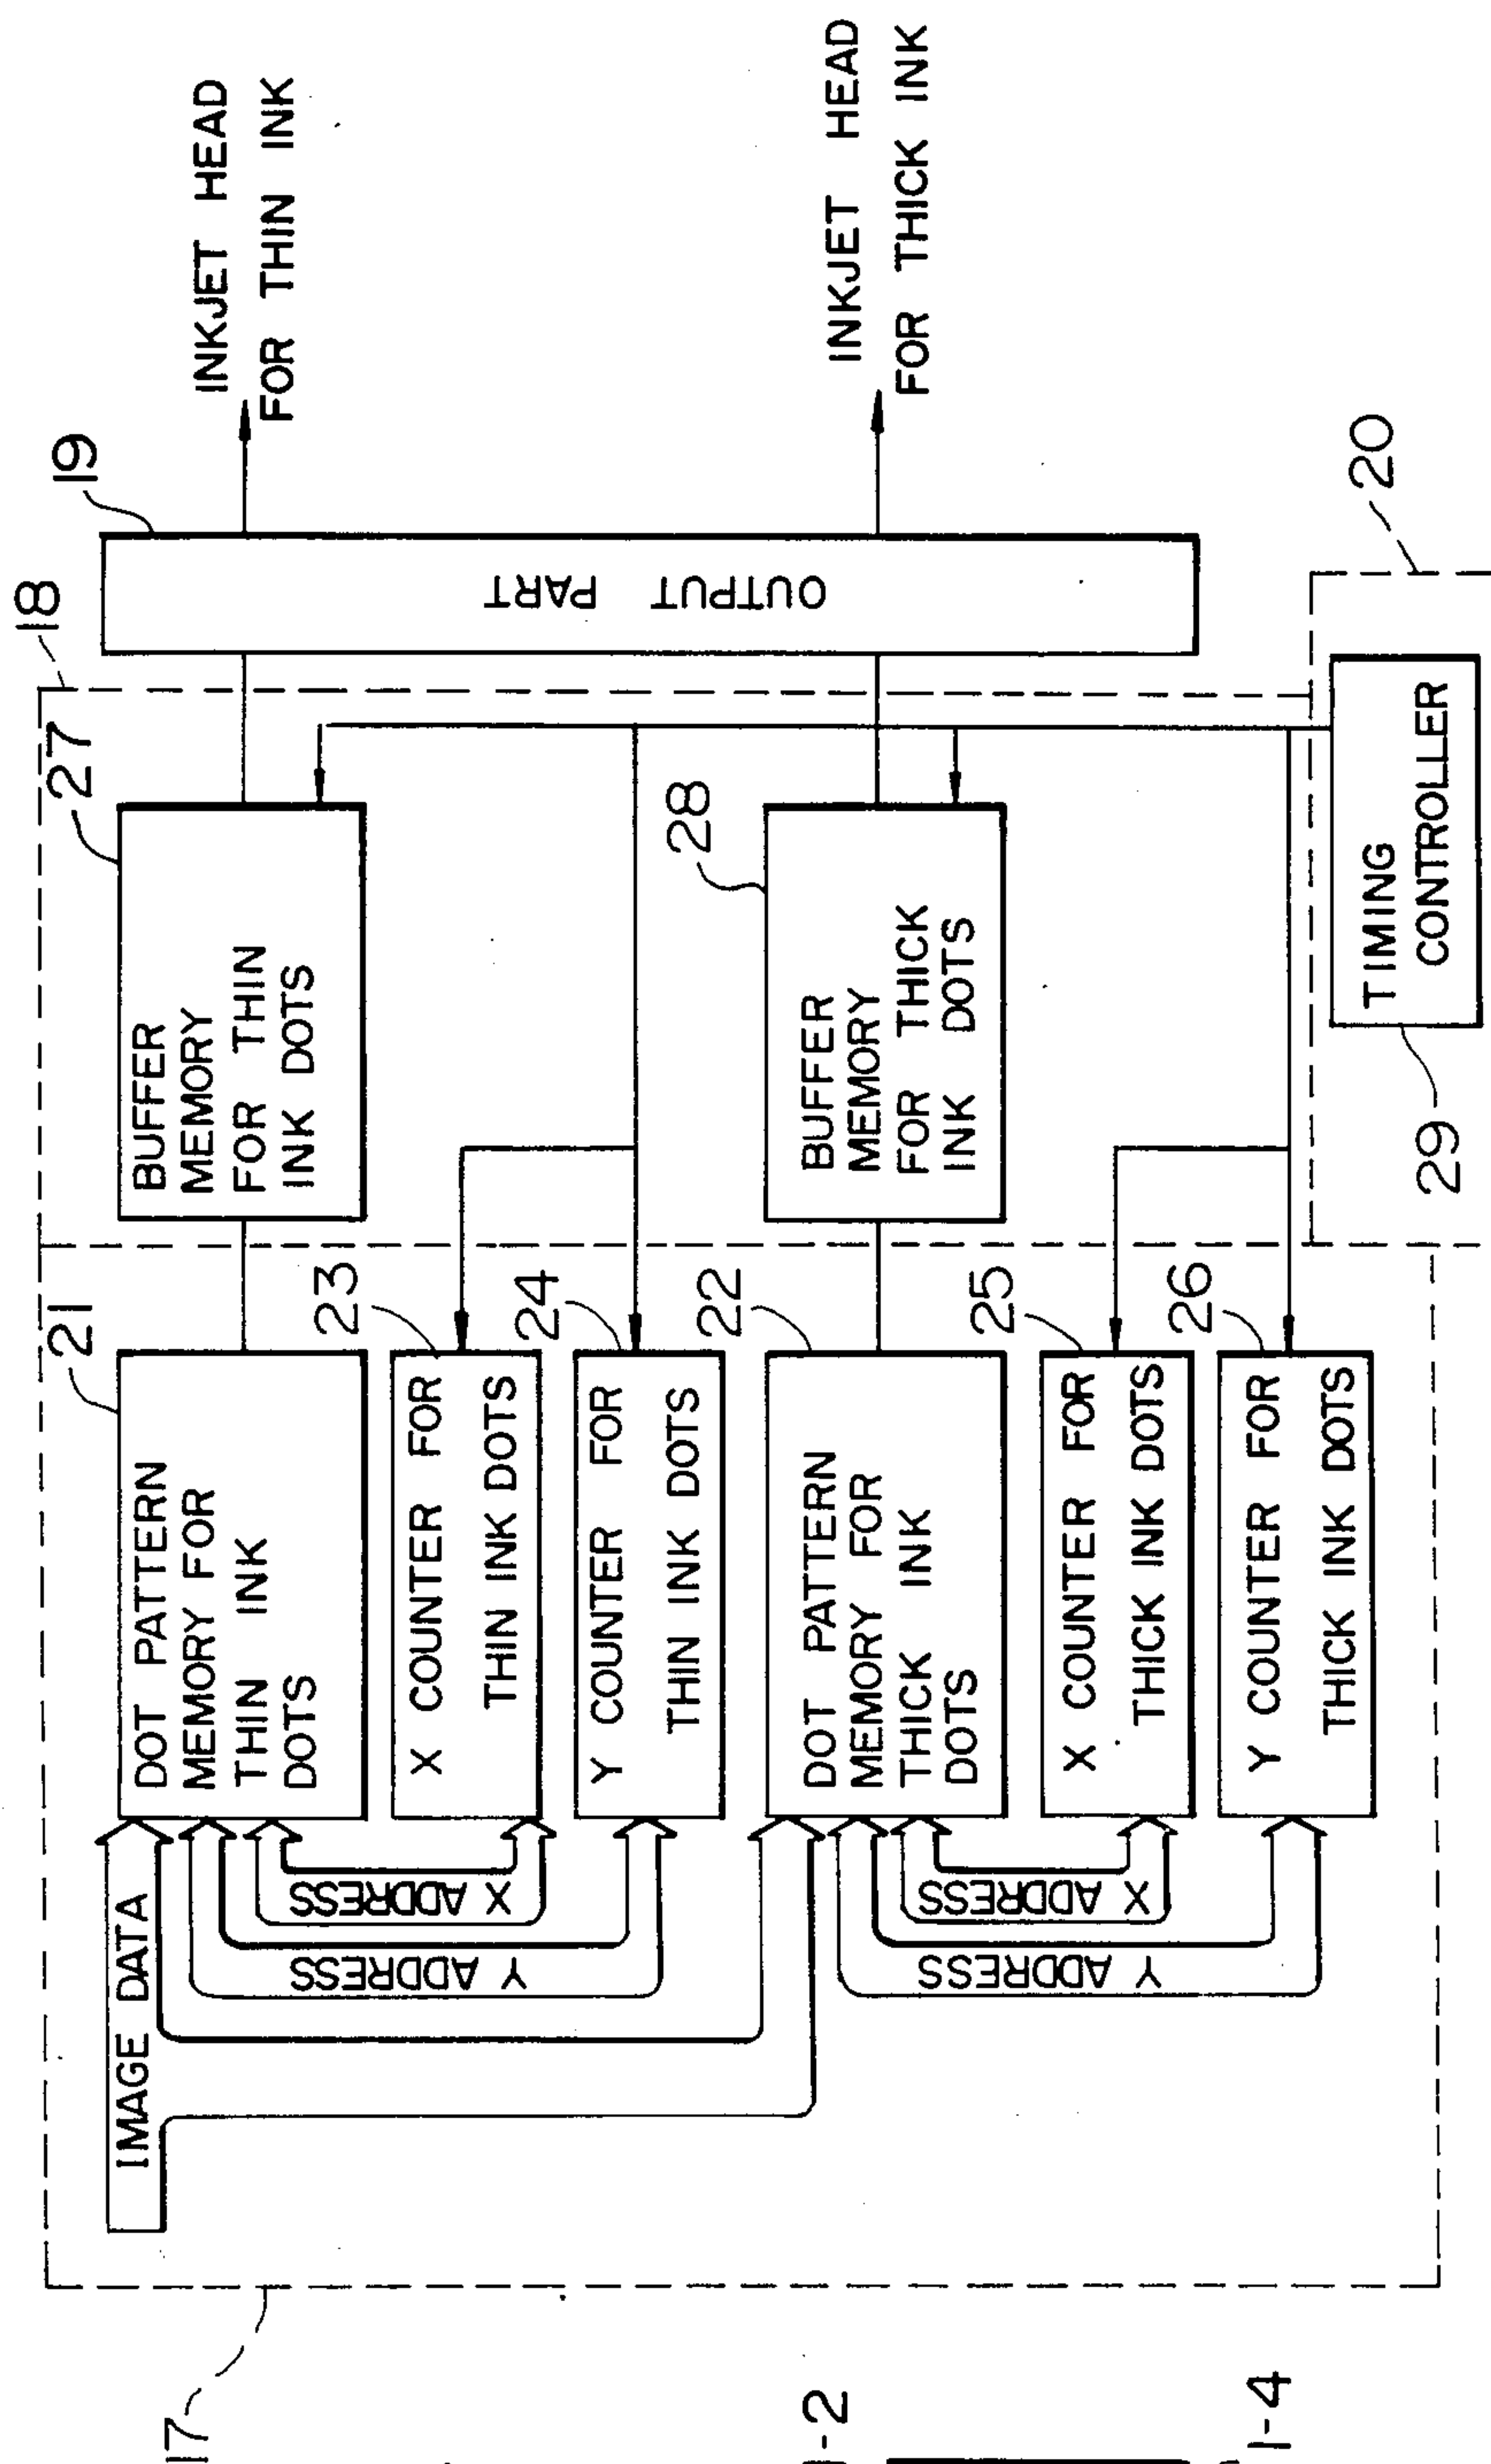 17
18
19
20
IMAGE DATA
21
DOT PATTERN
MEMORY FOR
THIN INK
DOTS
27
BUFFER
MEMORY
FOR THIN
INK DOTS
INKJET HEAD
FOR THIN INK
X ADDRESS
Y ADDRESS
23
X COUNTER FOR
THIN INK DOTS
24
Y COUNTER FOR
THIN INK DOTS
OUTPUT PART
22
DOT PATTERN
MEMORY FOR
THICK INK
DOTS
28
BUFFER
MEMORY
FOR THICK
INK DOTS
INKJET HEAD
FOR THICK INK
X ADDRESS
Y ADDRESS
25
X COUNTER FOR
THICK INK DOTS
26
Y COUNTER FOR
THICK INK DOTS
29
TIMING
CONTROLLER
1-2
1-4